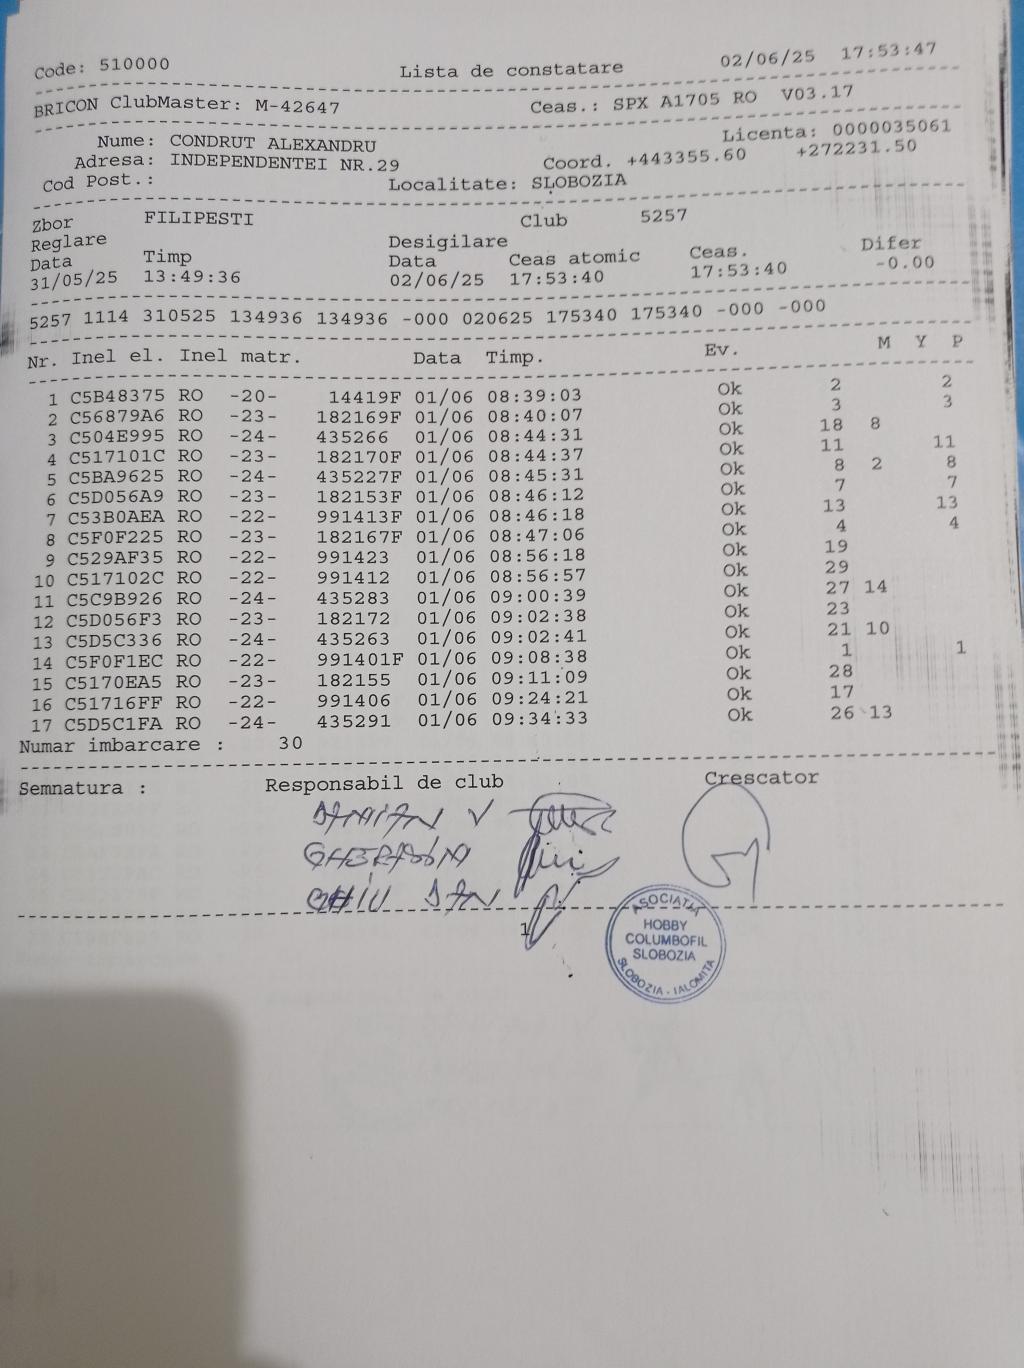 Code: 510000 Lista de constatare 02/06/25 17:53:47
BRICON ClubMaster: M-42647 Ceas.: SPX A1705 RO V03.17
Nume: CONDRUT ALEXANDRU Licenta: 0000035061
Adresa: INDEPENDENTEI NR.29 Coord. +443355.60 +272231.50
Cod Post.: Localitate: SLOBOZIA
Zbor FILIPESTI Club 5257
Reglare Desigilare Difer
Data Timp Data Ceas atomic Ceas.
31/05/25 13:49:36 02/06/25 17:53:40 17:53:40 -0.00
5257 1114 310525 134936 134936 -000 020625 175340 175340 -000 -000
Nr. Inel el. Inel matr. Data Timp. Ev. M Y P
1 C5B48375 RO -20- 14419F 01/06 08:39:03 Ok 2 2
2 C56879A6 RO -23- 182169F 01/06 08:40:07 Ok 3 3
3 C504E995 RO -24- 435266 01/06 08:44:31 Ok 18 8
4 C517101C RO -23- 182170F 01/06 08:44:37 Ok 11 11
5 C5BA9625 RO -24- 435227F 01/06 08:45:31 Ok 8 2 8
6 C5D056A9 RO -23- 182153F 01/06 08:46:12 Ok 7 7
7 C53B0AEA RO -22- 991413F 01/06 08:46:18 Ok 13 13
8 C5F0F225 RO -23- 182167F 01/06 08:47:06 Ok 4 4
9 C529AF35 RO -22- 991423 01/06 08:56:18 Ok 19
10 C517102C RO -22- 991412 01/06 08:56:57 Ok 29
11 C5C9B926 RO -24- 435283 01/06 09:00:39 Ok 27 14
12 C5D056F3 RO -23- 182172 01/06 09:02:38 Ok 23
13 C5D5C336 RO -24- 435263 01/06 09:02:41 Ok 21 10
14 C5F0F1EC RO -22- 991401F 01/06 09:08:38 Ok 1 1
15 C5170EA5 RO -23- 182155 01/06 09:11:09 Ok 28
16 C51716FF RO -22- 991406 01/06 09:24:21 Ok 17
17 C5D5C1FA RO -24- 435291 01/06 09:34:33 Ok 26 13
Numar imbarcare : 30
Semnatura : Responsabil de club Crescator
DAMIAN V
GHERASIM
GHIU DAN
1
ASOCIATIA
HOBBY
COLUMBOFIL
SLOBOZIA
SLOBOZIA - IALOMITA